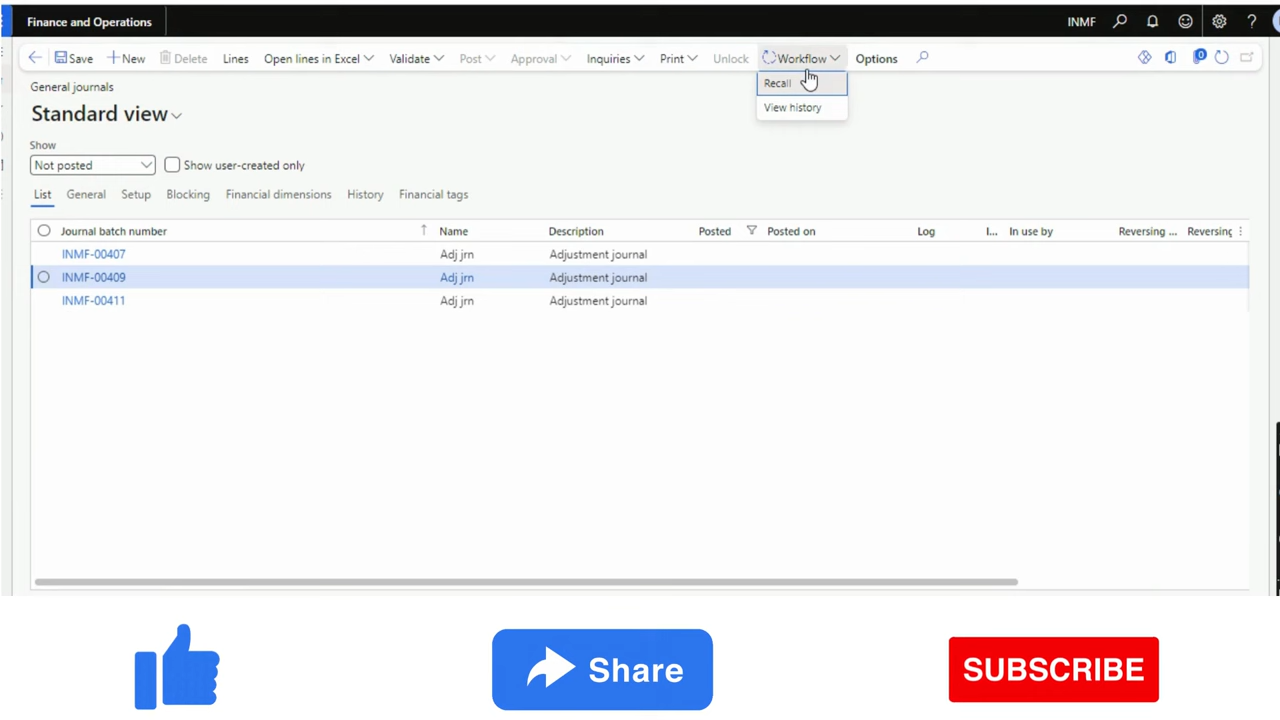 Finance and Operations INMF ?
Save New Delete Lines Open lines in Excel Validate Post Approval Inquiries Print Unlock Workflow Options 0
Recall
View history
General journals
Standard view
Show
Not posted Show user-created only
List General Setup Blocking Financial dimensions History Financial tags
Journal batch number Name Description Posted Posted on Log I... In use by Reversing ... Reversing
INMF-00407 Adj jrn Adjustment journal
INMF-00409 Adj jrn Adjustment journal
INMF-00411 Adj jrn Adjustment journal
Share SUBSCRIBE